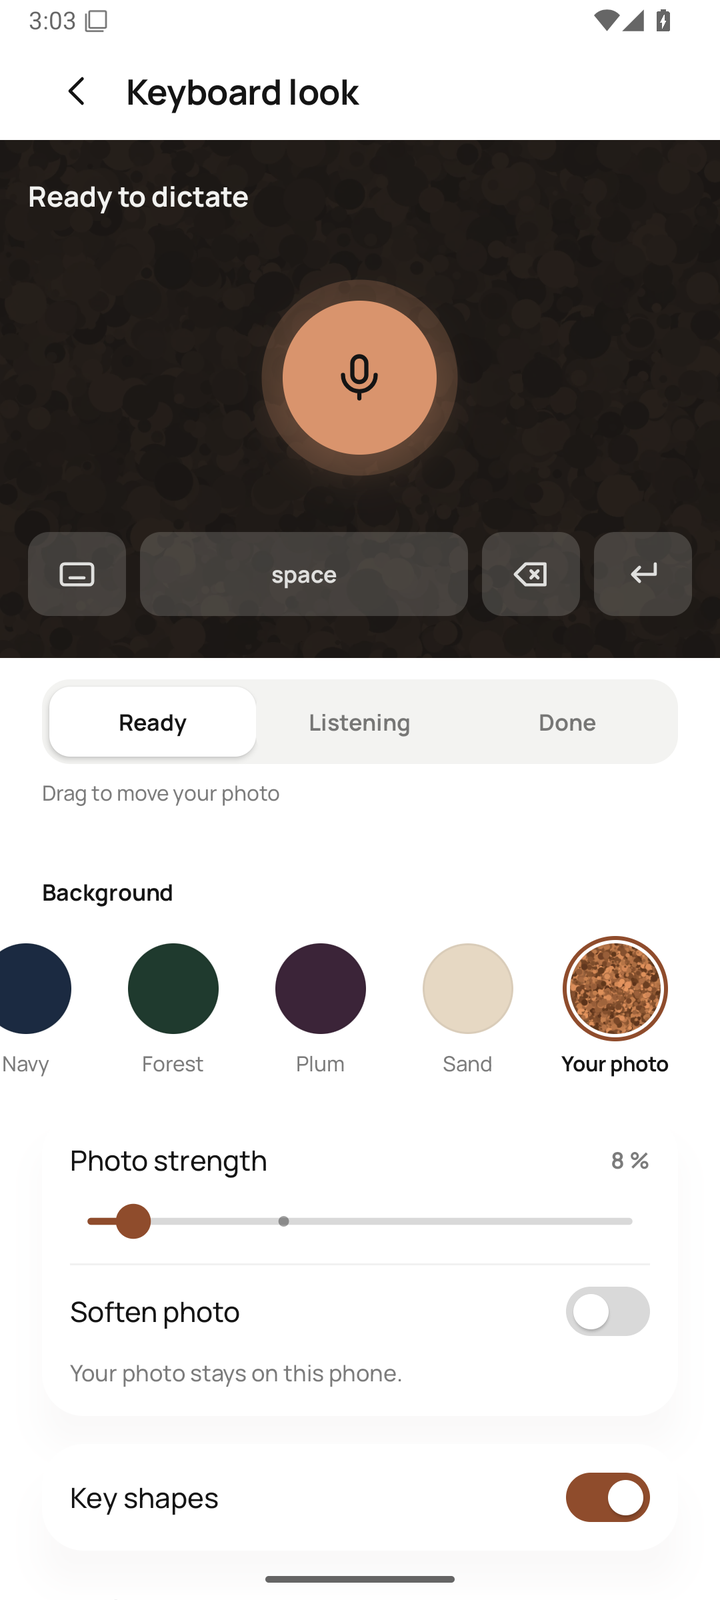 3:03
Keyboard look
Ready to dictate
space
Ready
Listening
Done
Drag to move your photo
Background
Navy
Forest
Plum
Sand
Your photo
Photo strength
8 %
Soften photo
Your photo stays on this phone.
Key shapes